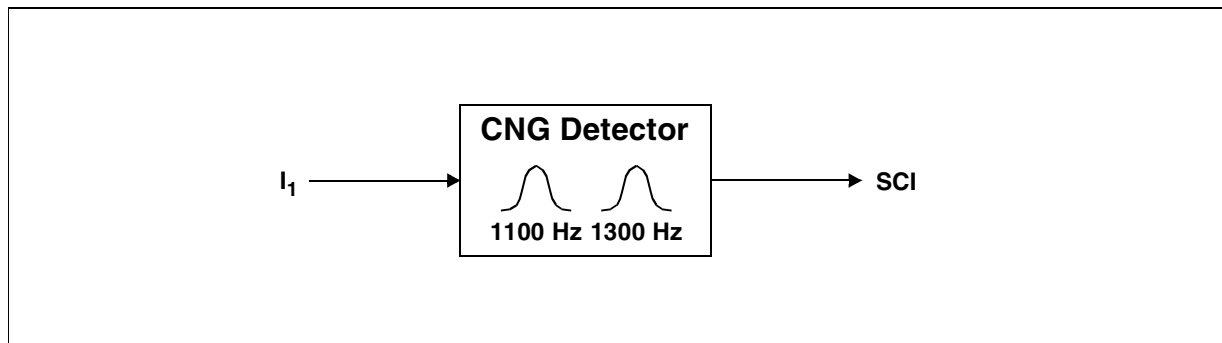 CNG Detector
I1
SCI
1100 Hz 1300 Hz